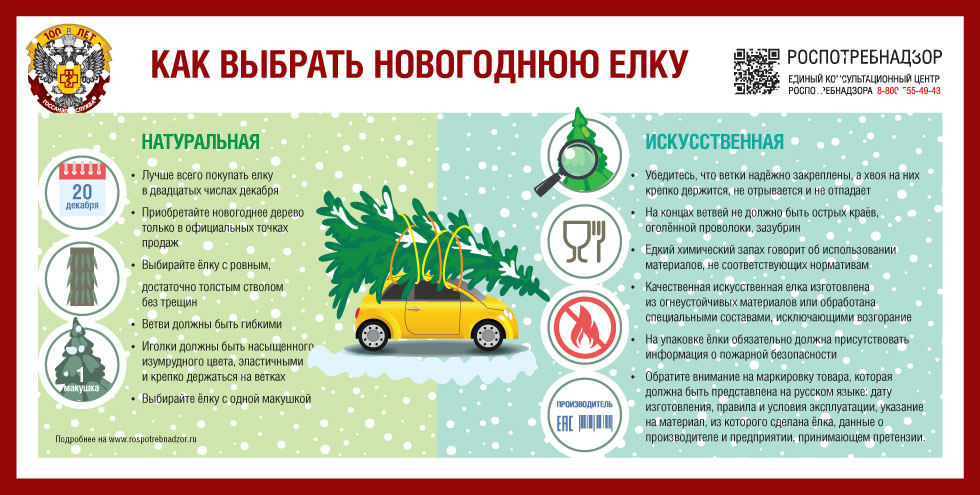 100 ЛЕТ
ГОССАНЭПИДСЛУЖБА
КАК ВЫБРАТЬ НОВОГОДНЮЮ ЕЛКУ
РОСПОТРЕБНАДЗОР
ЕДИНЫЙ ЦЕНТР
8-800 55-49-43
НАТУРАЛЬНАЯ
20
декабря
1
макушка
• Лучше всего покупать елку
в двадцатых числах декабря
• Приобретайте новогоднее дерево
только в официальных точках
продаж
• Выбирайте ёлку с ровным,
достаточно толстым стволом
без трещин
• Ветви должны быть гибкими
• Иголки должны быть насыщенного
изумрудного цвета, эластичными
и крепко держаться на ветках
• Выбирайте ёлку с одной макушкой
Подробнее на www.rospotrebnadzor.ru
ИСКУССТВЕННАЯ
• Убедитесь, что ветки надёжно закреплены, а хвоя на них
крепко держится, не отрывается и не отпадает
• На концах ветвей не должно быть острых краёв,
оголённой проволоки, зазубрин
• Едкий химический запах говорит об использовании
материалов, не соответствующих нормативам
• Качественная искусственная елка изготовлена
из огнеустойчивых материалов или обработана
специальными составами, исключающими возгорание
• На упаковке ёлки обязательно должна присутствовать
информация о пожарной безопасности
• Обратите внимание на маркировку товара, которая
должна быть представлена на русском языке: дату
изготовления, правила и условия эксплуатации, указание
на материал, из которого сделана ёлка, данные о
производителе и предприятии, принимающем претензии.
ПРОИЗВОДИТЕЛЬ
EAC